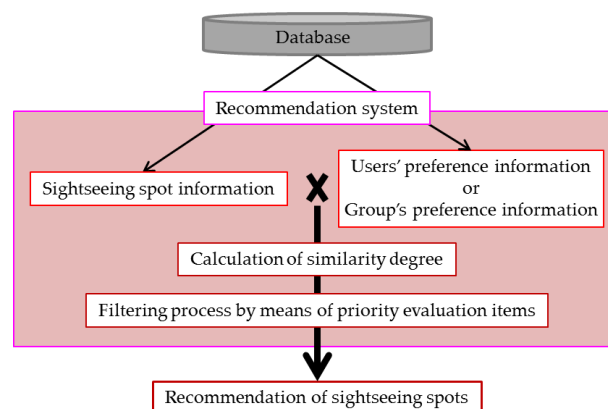 Database
Recommendation system
Sightseeing spot information
Users' preference information
or
Group's preference information
Calculation of similarity degree
Filtering process by means of priority evaluation items
Recommendation of sightseeing spots